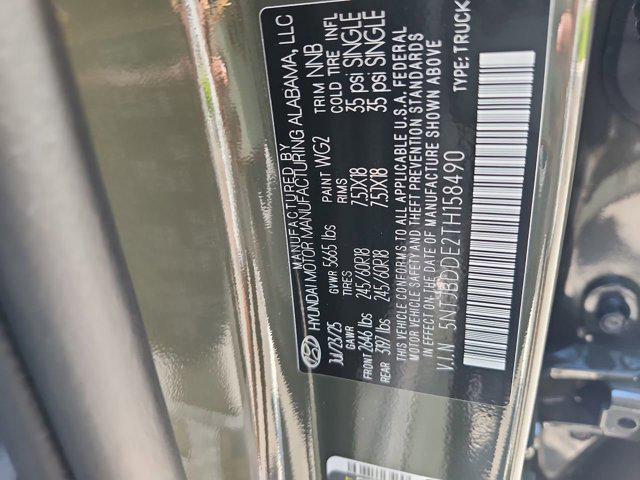 MANUFACTURED BY
HYUNDAI MOTOR MANUFACTURING ALABAMA, LLC
Jul/23/25 GVWR 5665 lbs PAINT WG2 TRIM NNB
GAWR TIRES RIMS COLD TIRE INFL
FRONT 2646 lbs 245/60R18 7.5JX18 35 psi SINGLE
REAR 3197 lbs 245/60R18 7.5JX18 35 psi SINGLE
THIS VEHICLE CONFORMS TO ALL APPLICABLE U.S.A. FEDERAL
MOTOR VEHICLE SAFETY AND THEFT PREVENTION STANDARDS
IN EFFECT ON THE DATE OF MANUFACTURE SHOWN ABOVE
V.I.N 5NTJBDDE2TH158490 TYPE: TRUCK